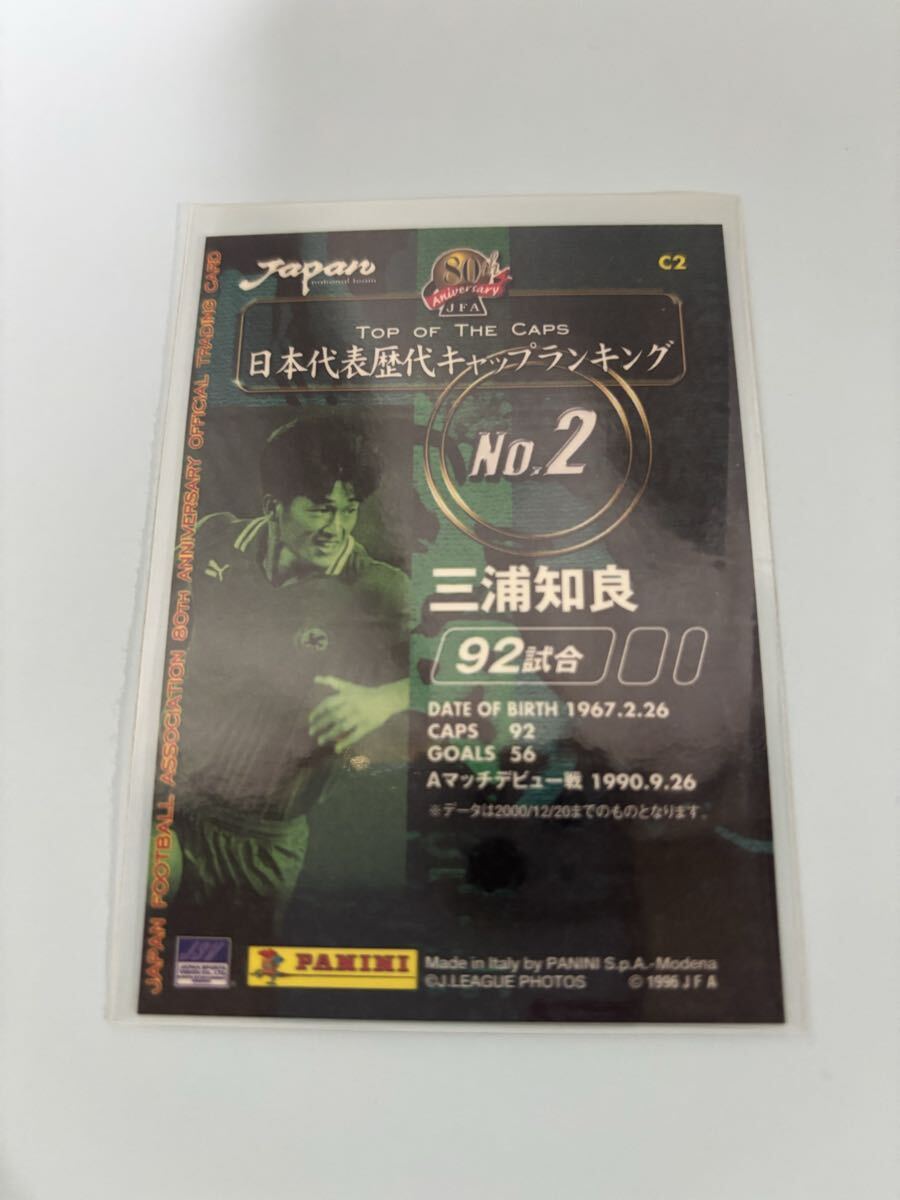 Japan
national team
80th
Aniversary
JFA
C2
TOP OF THE CAPS
日本代表歴代キャップランキング
No.2
三浦知良
92試合
DATE OF BIRTH 1967.2.26
CAPS 92
GOALS 56
Aマッチデビュー戦 1990.9.26
※データは2000/12/20までのものとなります。
JAPAN FOOTBALL ASSOCIATION 80TH ANNIVERSARY OFFICIAL TRADING CARD
PANINI
Made in Italy by PANINI S.p.A.-Modena
©J.LEAGUE PHOTOS © 1996 J F A